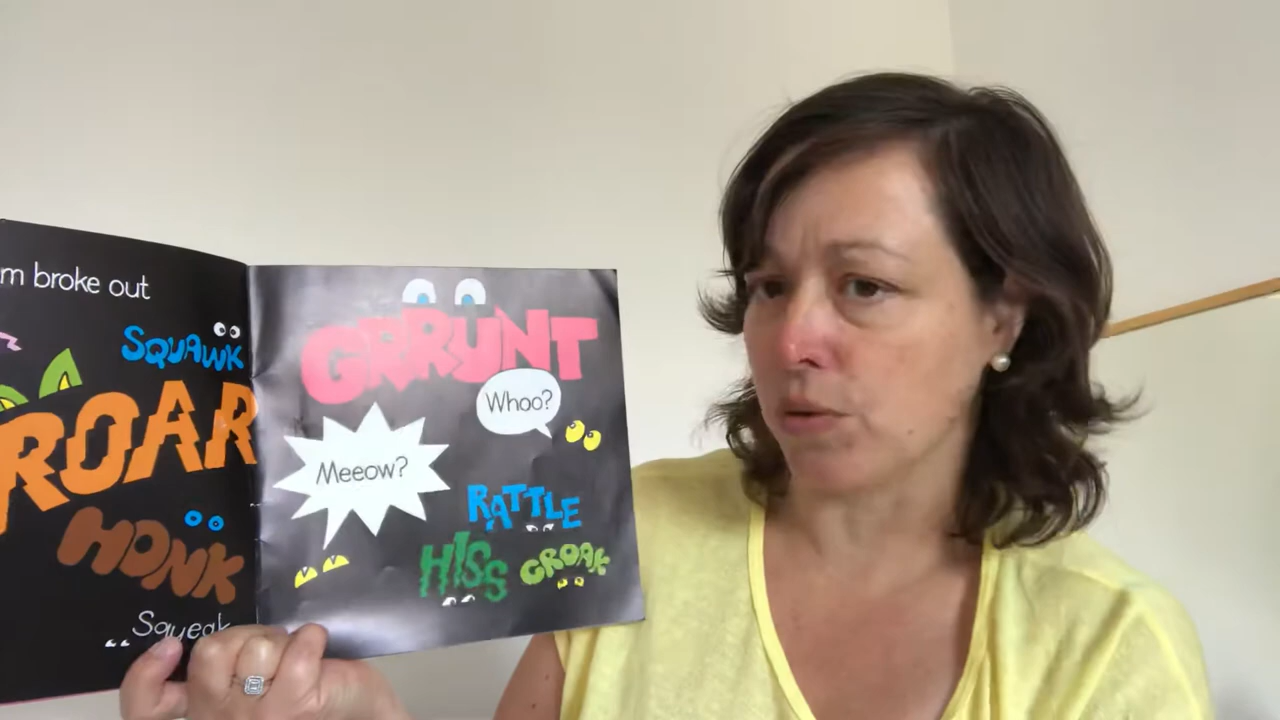 m broke out
SQUAWK
ROAR
HONK
Squeak
GRRUNT
Whoo?
Meeow?
RATTLE
HISS
CROAK